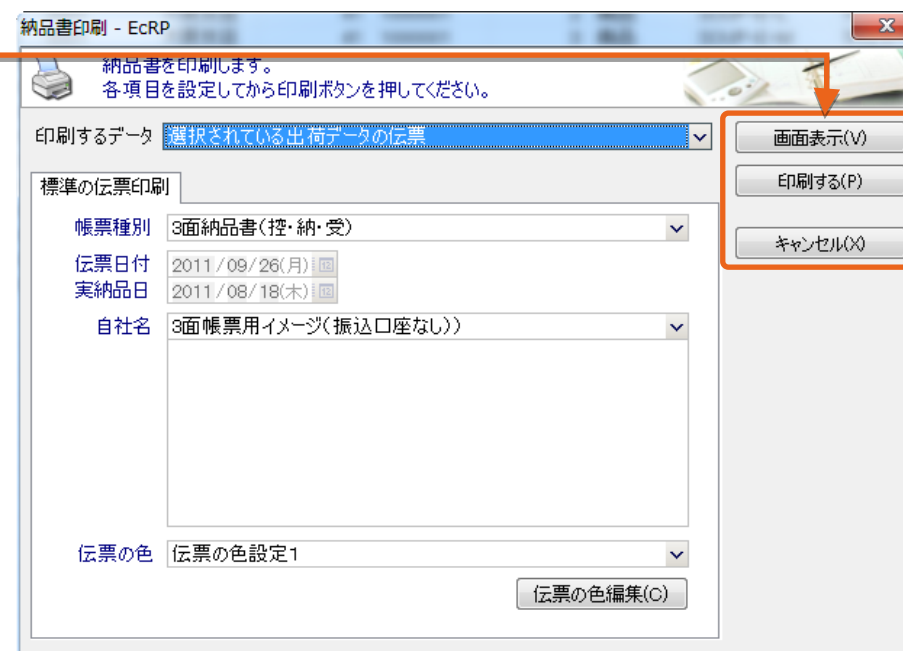 納品書印刷 - EcRP
納品書を印刷します。
各項目を設定してから印刷ボタンを押してください。
印刷するデータ 選択されている出荷データの伝票
画面表示(V)
印刷する(P)
キャンセル(X)
標準の伝票印刷
帳票種別 3面納品書(控・納・受)
伝票日付 2011/09/26(月)
実納品日 2011/08/18(木)
自社名 3面帳票用イメージ(振込口座なし))
伝票の色 伝票の色設定1
伝票の色編集(C)